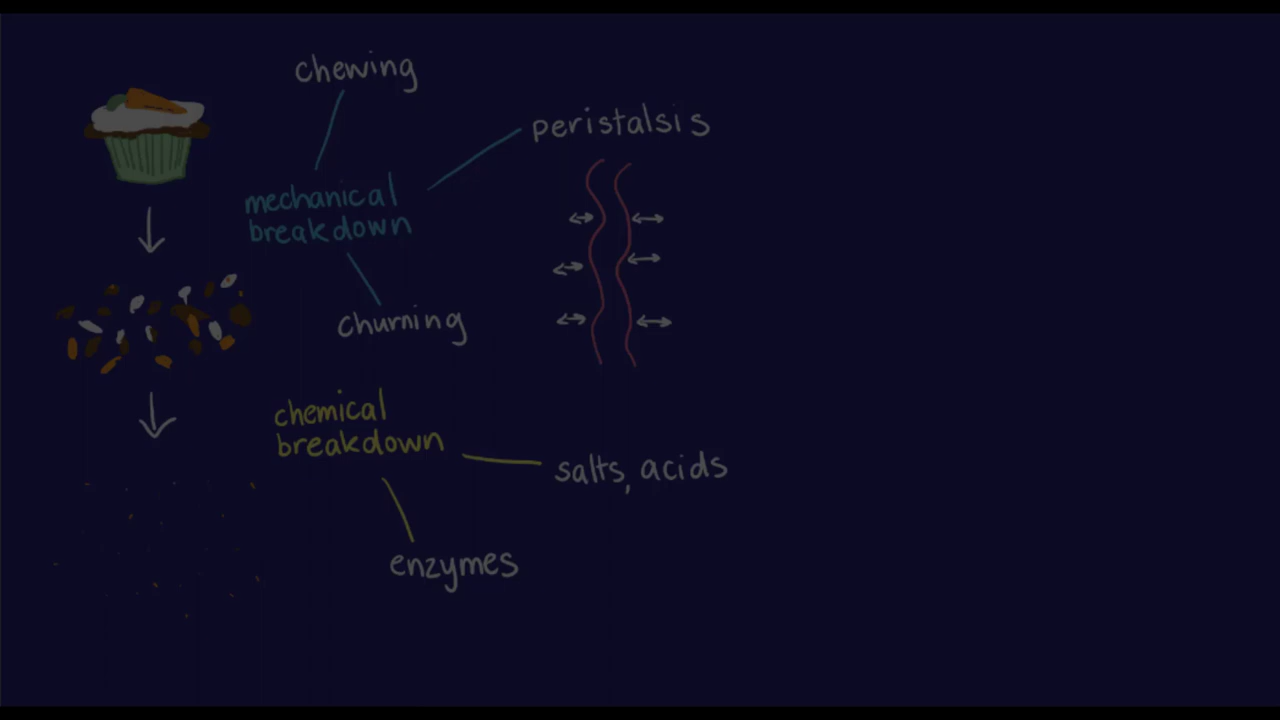 chewing
peristalsis
mechanical
breakdown
churning
chemical
breakdown
salts, acids
enzymes